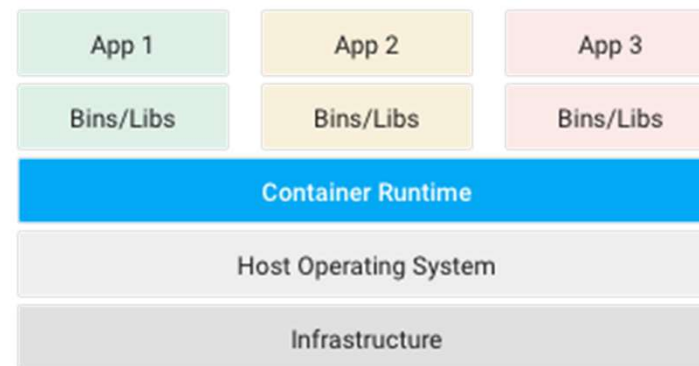 App 1 App 2 App 3
Bins/Libs Bins/Libs Bins/Libs
Container Runtime
Host Operating System
Infrastructure